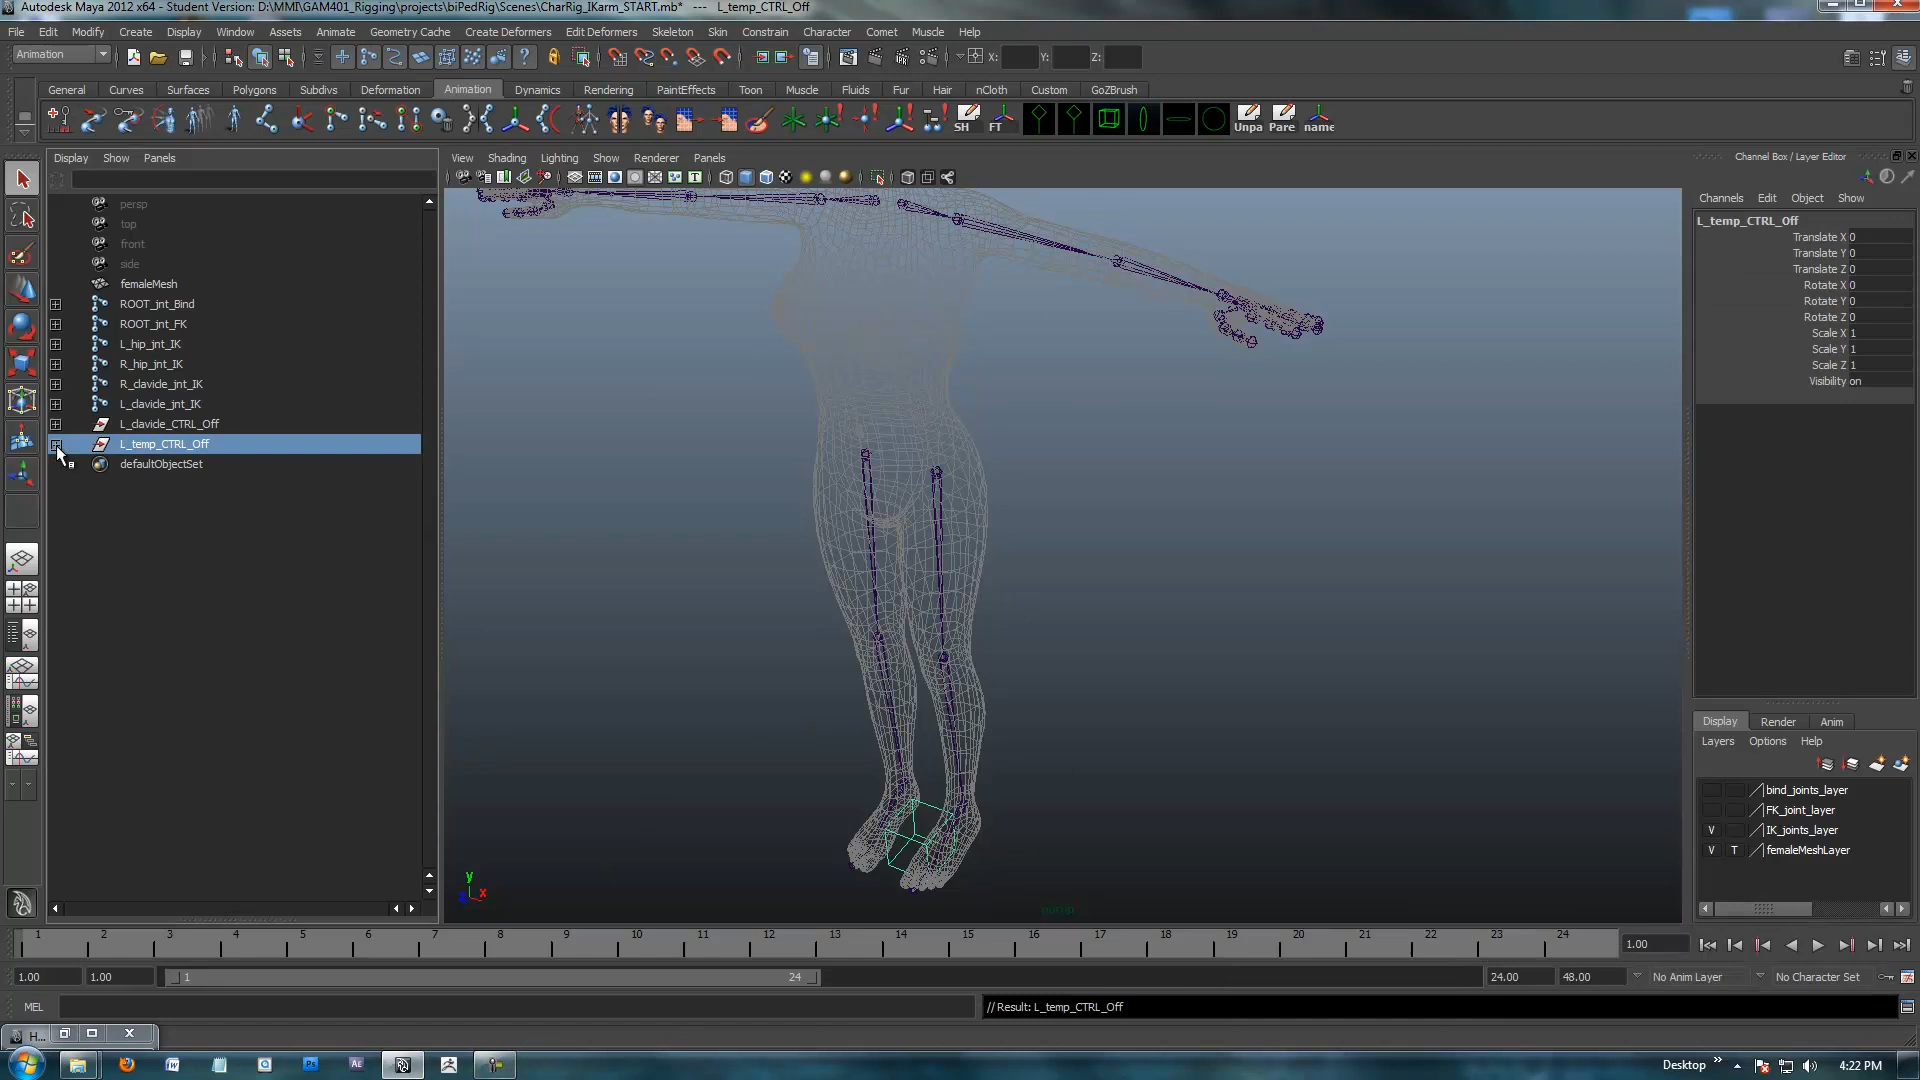 Autodesk Maya 2012 x64 - Student Version: D:\MMI\GAM401_Rigging\projects\biPedRig\Scenes\CharRig_IKarm_START.mb*   ---   L_temp_CTRL_Off
File Edit Modify Create Display Window Assets Animate Geometry Cache Create Deformers Edit Deformers Skeleton Skin Constrain Character Comet Muscle Help
Animation X: Y: Z:
General Curves Surfaces Polygons Subdivs Deformation Animation Dynamics Rendering PaintEffects Toon Muscle Fluids Fur Hair nCloth Custom GoZBrush
SH FT Unpa Pare name
Display Show Panels
View Shading Lighting Show Renderer Panels
Channel Box / Layer Editor
Channels Edit Object Show
persp
top
front
side
femaleMesh
ROOT_jnt_Bind
ROOT_jnt_FK
L_hip_jnt_IK
R_hip_jnt_IK
R_clavicle_jnt_IK
L_clavicle_jnt_IK
L_clavicle_CTRL_Off
L_temp_CTRL_Off
defaultObjectSet
L_temp_CTRL_Off
Translate X 0
Translate Y 0
Translate Z 0
Rotate X 0
Rotate Y 0
Rotate Z 0
Scale X 1
Scale Y 1
Scale Z 1
Visibility on
y
x
Display Render Anim
Layers Options Help
bind_joints_layer
FK_joint_layer
V IK_joints_layer
V T femaleMeshLayer
1 2 3 4 5 6 7 8 9 10 11 12 13 14 15 16 17 18 19 20 21 22 23 24 1.00
1.00 1.00 1 24 24.00 48.00 No Anim Layer No Character Set
MEL // Result: L_temp_CTRL_Off
H...
W Ps Ae Desktop 4:22 PM